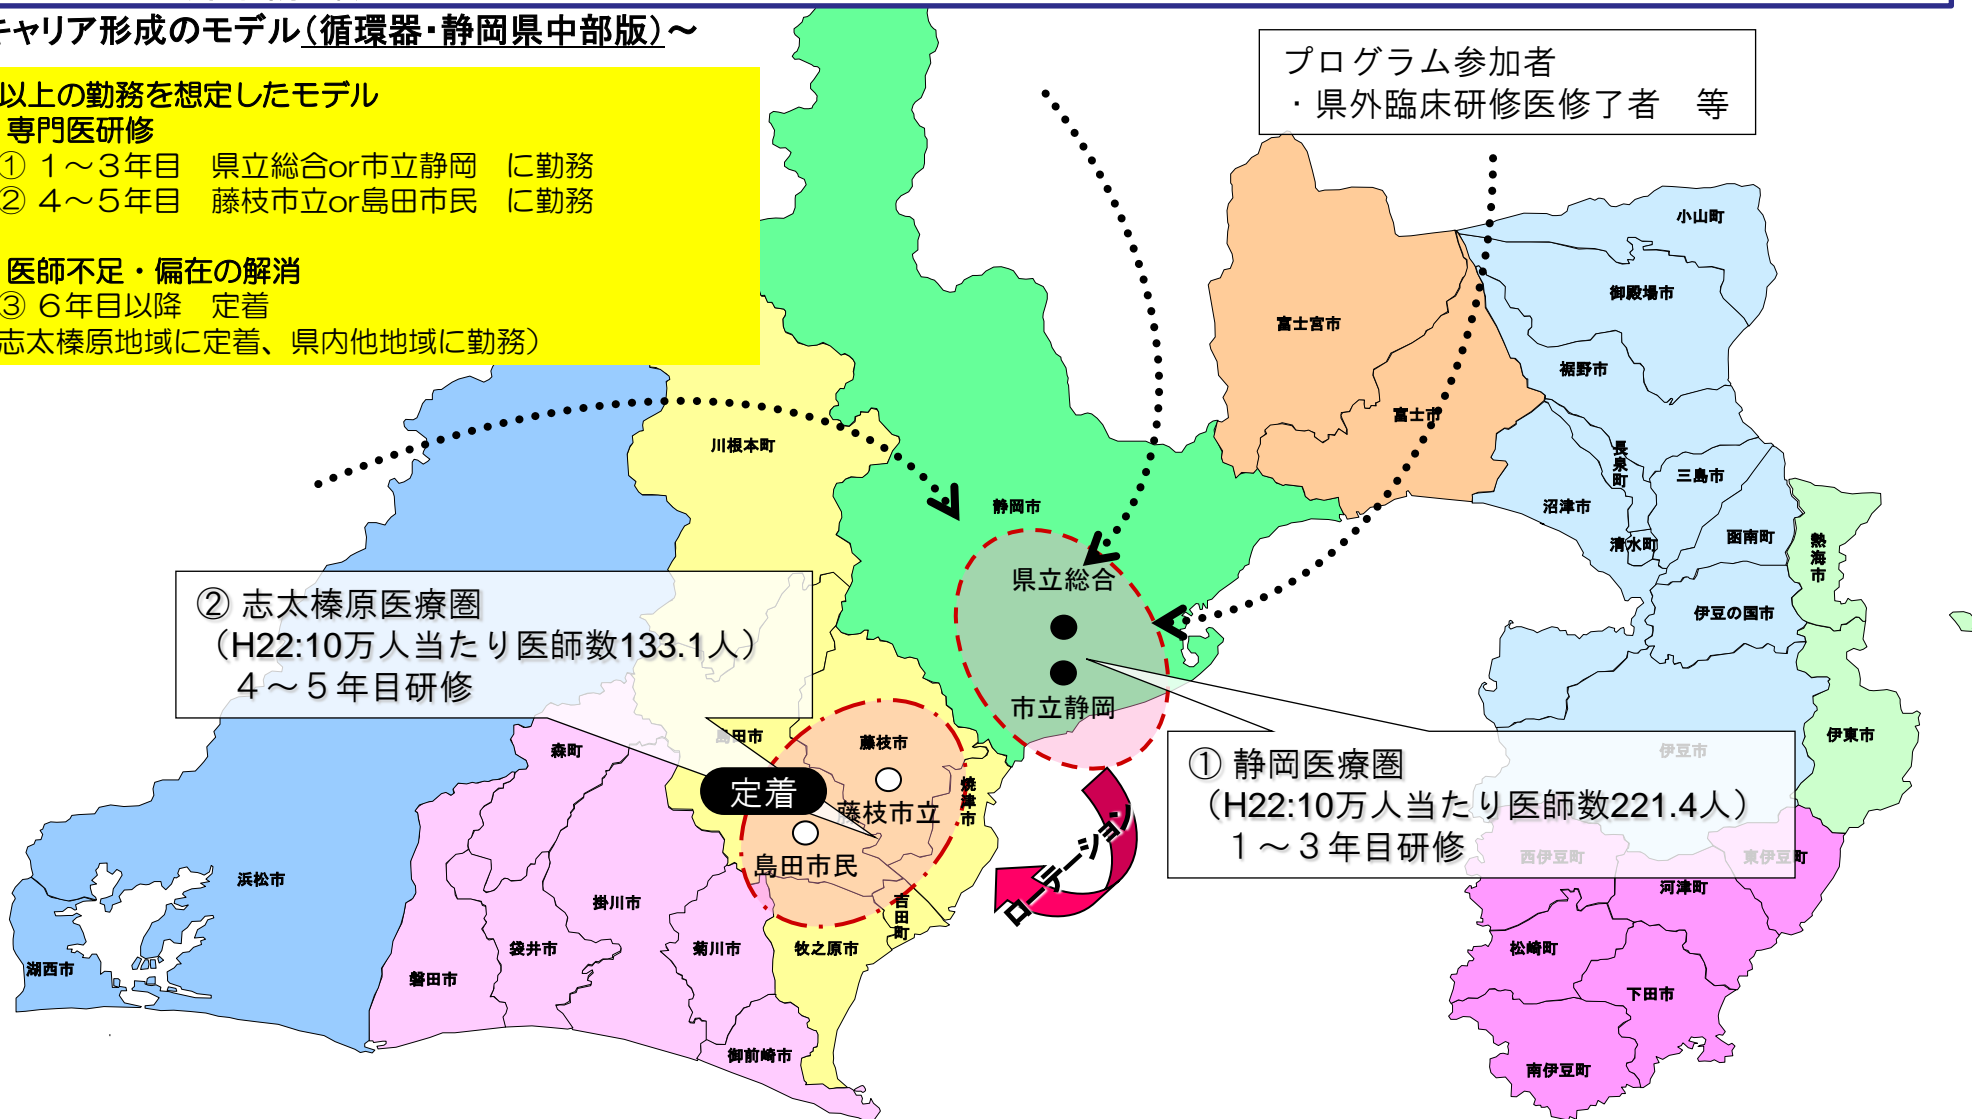 キャリア形成のモデル（循環器・静岡県中部版）～
以上の勤務を想定したモデル
専門医研修
① １～３年目　県立総合or市立静岡　に勤務
② ４～５年目　藤枝市立or島田市民　に勤務
医師不足・偏在の解消
③ ６年目以降　定着
志太榛原地域に定着、県内他地域に勤務）
プログラム参加者
・県外臨床研修医修了者　等
小山町
御殿場市
富士宮市
裾野市
富士市
川根本町
長泉町
三島市
静岡市
沼津市
函南町
清水町
熱海市
県立総合
② 志太榛原医療圏
（H22:10万人当たり医師数133.1人）
４～５年目研修
伊豆の国市
市立静岡
島田市
藤枝市
森町
伊豆市
伊東市
① 静岡医療圏
（H22:10万人当たり医師数221.4人）
１～３年目研修
定着
焼津市
藤枝市立
ローテーション
島田市民
西伊豆町
東伊豆町
河津町
浜松市
掛川市
吉田町
袋井市
菊川市
牧之原市
松崎町
湖西市
磐田市
下田市
御前崎市
南伊豆町